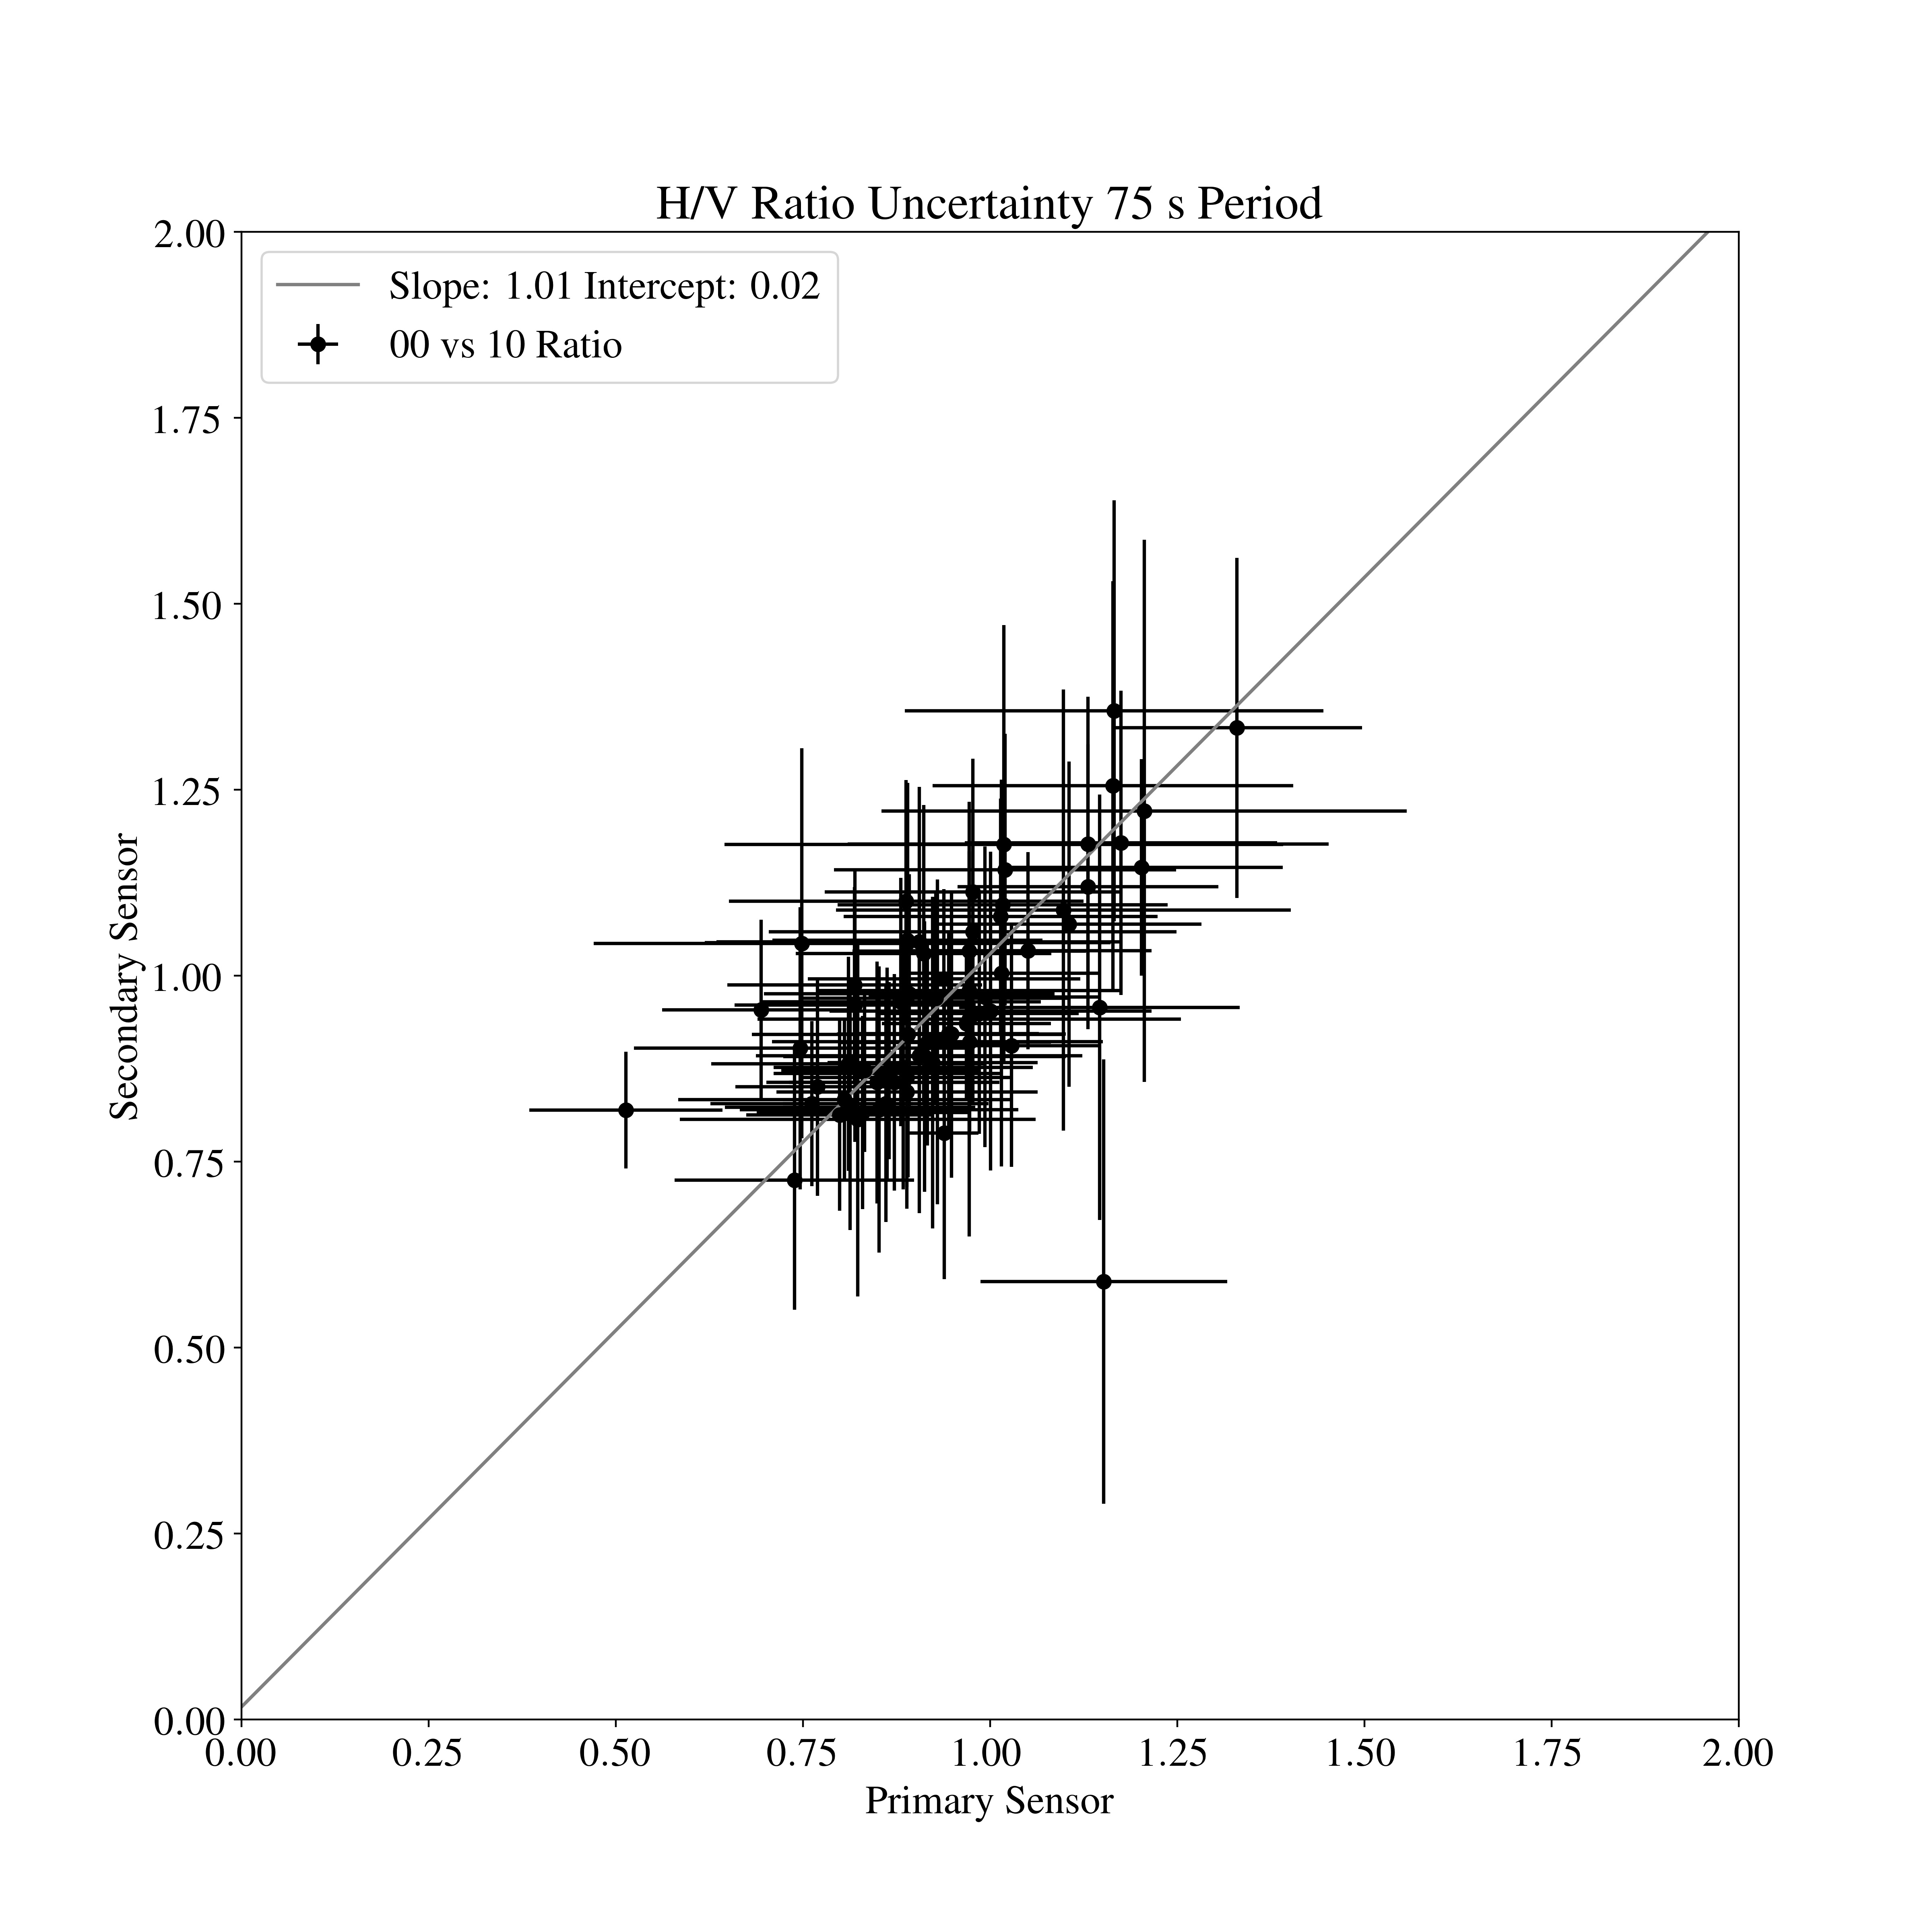 H/V Ratio Uncertainty 75 s Period
Slope: 1.01 Intercept: 0.02
00 vs 10 Ratio
2.00
1.75
1.50
1.25
1.00
0.75
0.50
0.25
0.00
Secondary Sensor
0.00 0.25 0.50 0.75 1.00 1.25 1.50 1.75 2.00
Primary Sensor